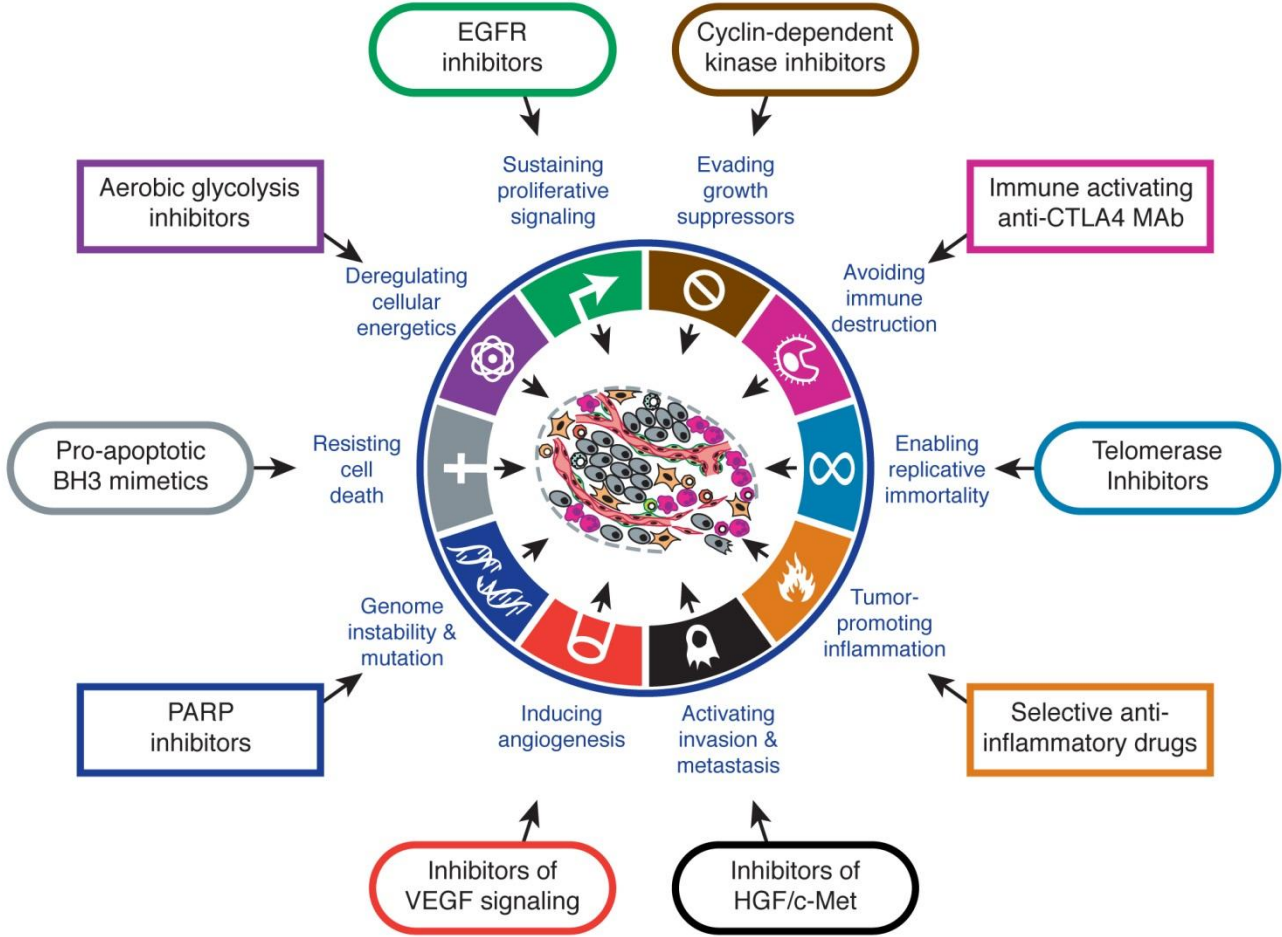 EGFR
inhibitors
Cyclin-dependent
kinase inhibitors
Sustaining
proliferative
signaling
Evading
growth
suppressors
Aerobic glycolysis
inhibitors
Immune activating
anti-CTLA4 MAb
Deregulating
cellular
energetics
Avoiding
immune
destruction
Pro-apoptotic
BH3 mimetics
Resisting
cell
death
Enabling
replicative
immortality
Telomerase
Inhibitors
Genome
instability &
mutation
Tumor-
promoting
inflammation
PARP
inhibitors
Inducing
angiogenesis
Activating
invasion &
metastasis
Selective anti-
inflammatory drugs
Inhibitors of
VEGF signaling
Inhibitors of
HGF/c-Met